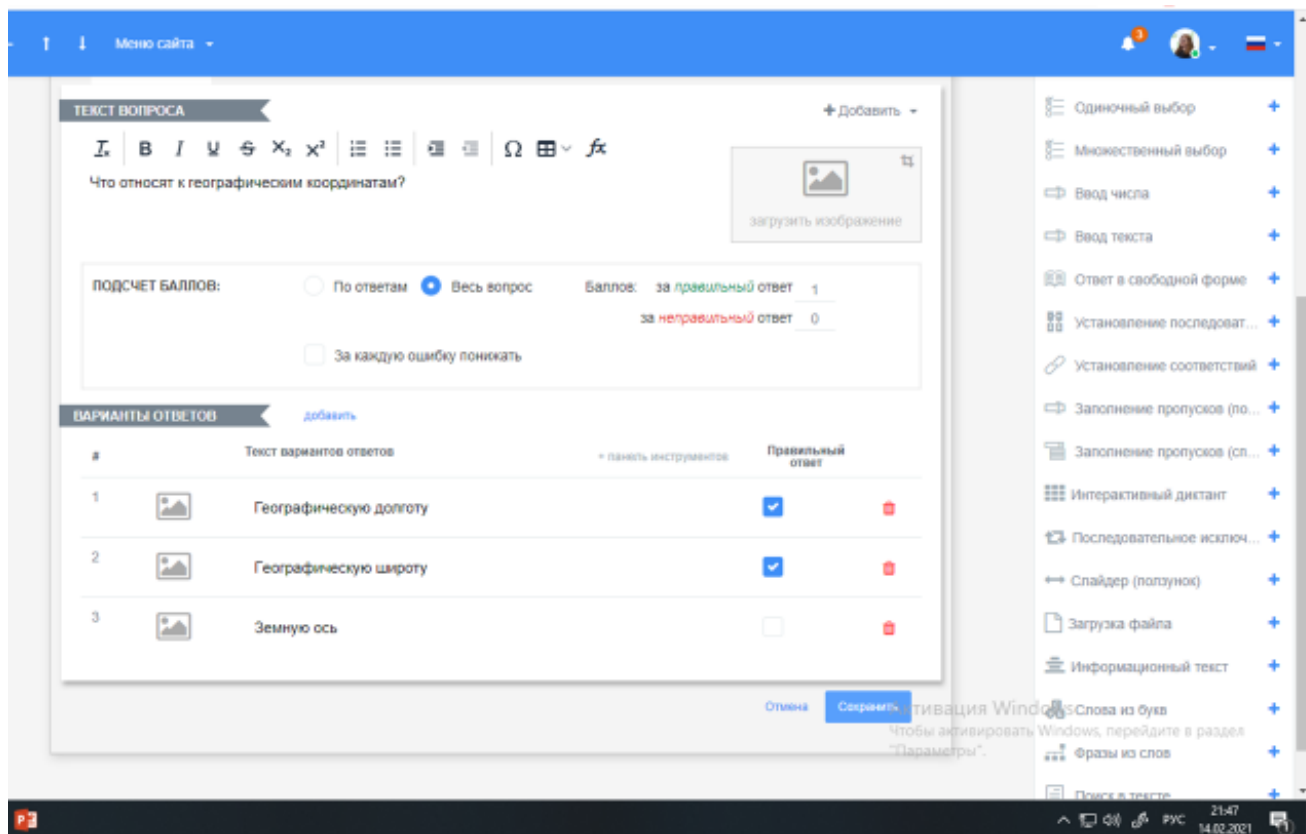 Меню сайта
3
ТЕКСТ ВОПРОСА
+ Добавить
Что относят к географическим координатам?
загрузить изображение
ПОДСЧЕТ БАЛЛОВ:
По ответам
Весь вопрос
Баллов: за правильный ответ 1
за неправильный ответ 0
За каждую ошибку понижать
ВАРИАНТЫ ОТВЕТОВ
добавить
# Текст вариантов ответов + панель инструментов Правильный ответ
1 Географическую долготу
2 Географическую широту
3 Земную ось
Отмена
Сохранить
Одиночный выбор
Множественный выбор
Ввод числа
Ввод текста
Ответ в свободной форме
Установление последоват...
Установление соответствий
Заполнение пропусков (по...
Заполнение пропусков (сп...
Интерактивный диктант
Последовательное исключ...
Слайдер (ползунок)
Загрузка файла
Информационный текст
Слова из букв
Фразы из слов
Поиск в тексте
Активация Windows
Чтобы активировать Windows, перейдите в раздел
"Параметры".
РУС
21:47
14.02.2021